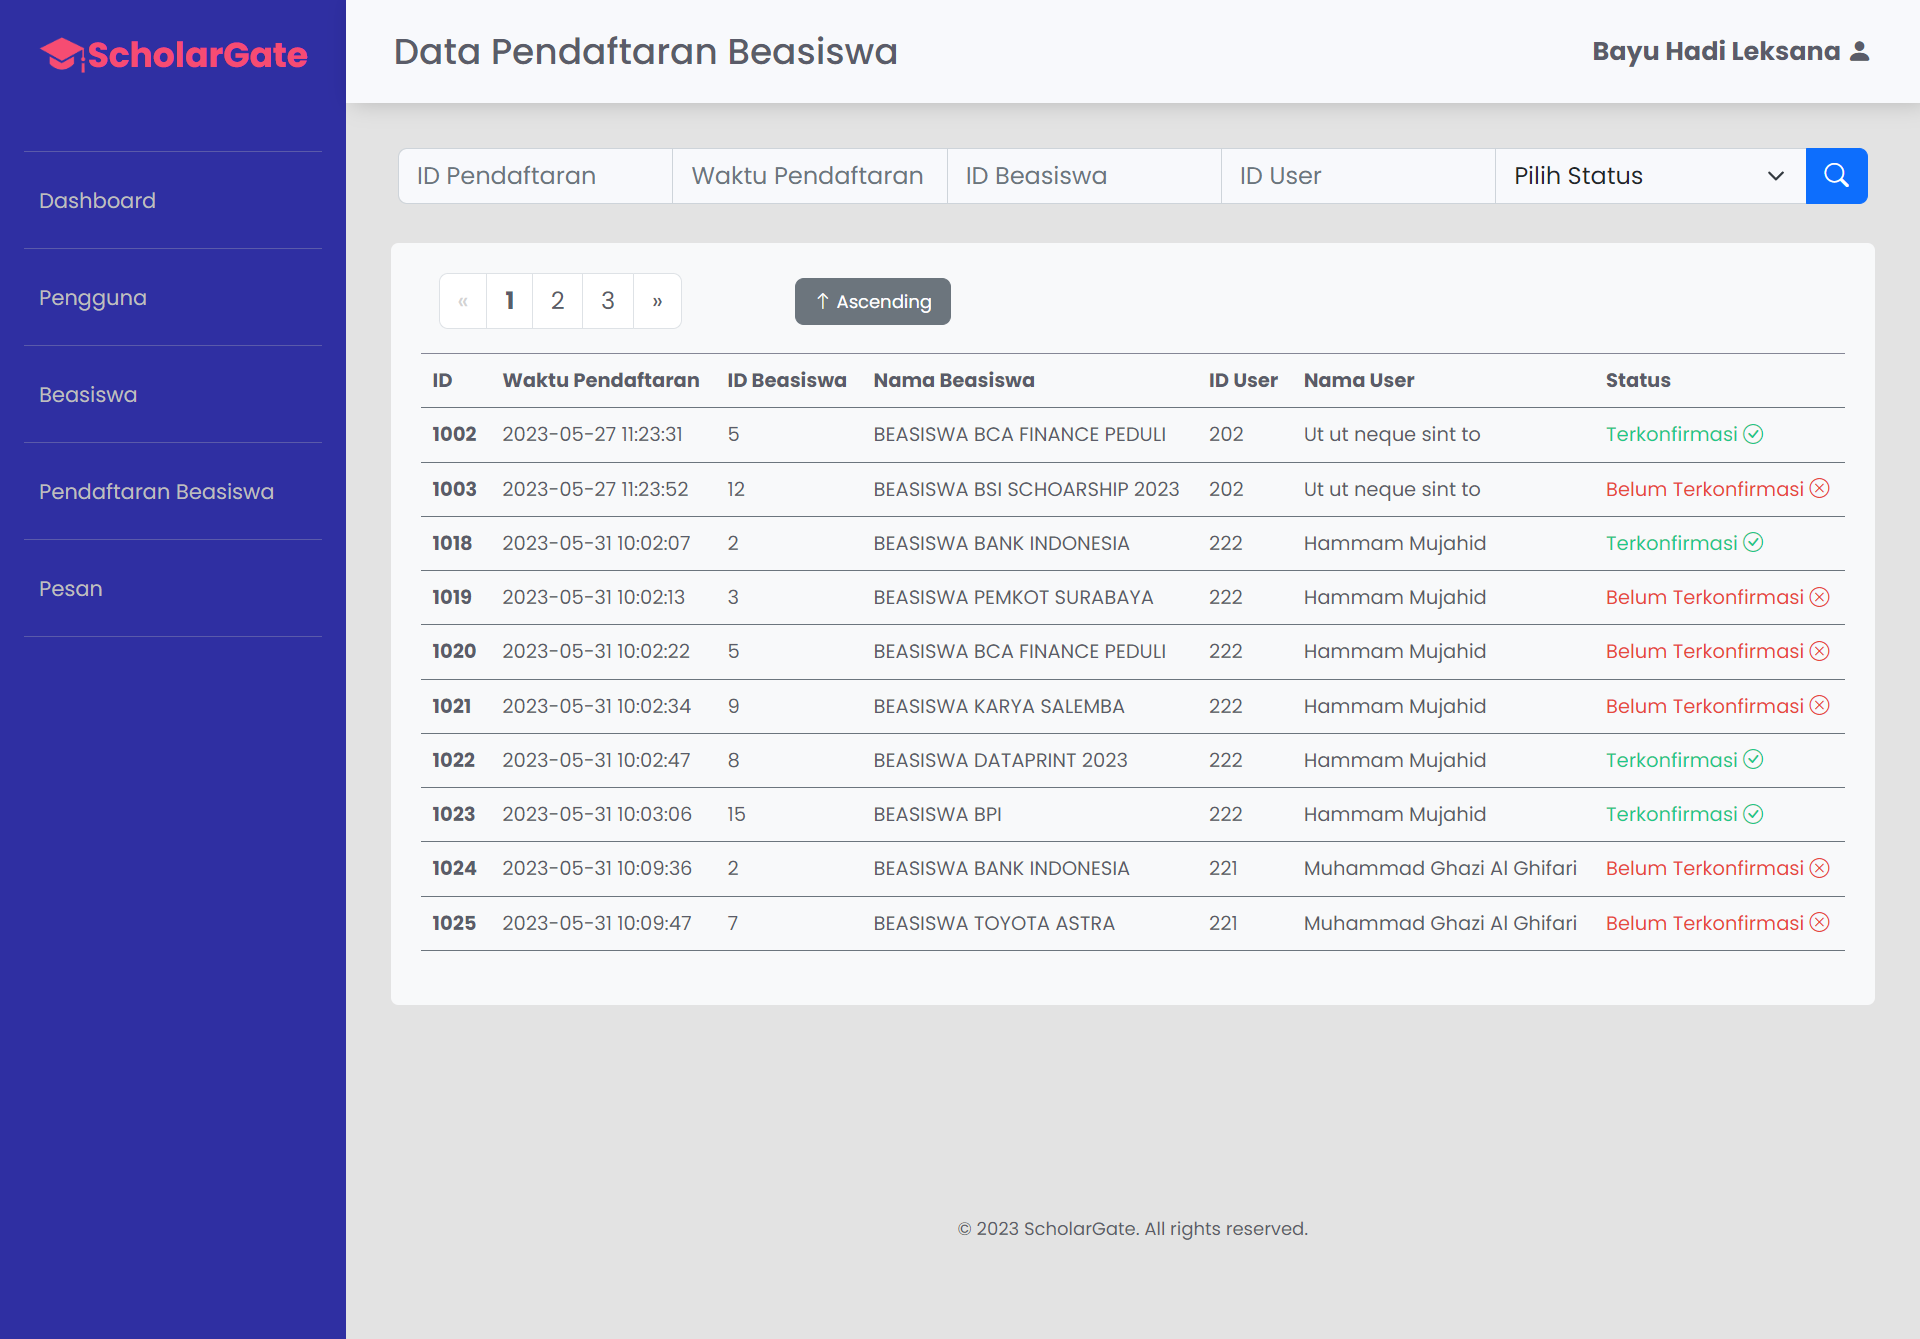 ScholarGate
Dashboard
Pengguna
Beasiswa
Pendaftaran Beasiswa
Pesan
Data Pendaftaran Beasiswa
Bayu Hadi Leksana
ID Pendaftaran Waktu Pendaftaran ID Beasiswa ID User Pilih Status
« 1 2 3 » ↑ Ascending
ID Waktu Pendaftaran ID Beasiswa Nama Beasiswa ID User Nama User Status
1002 2023-05-27 11:23:31 5 BEASISWA BCA FINANCE PEDULI 202 Ut ut neque sint to Terkonfirmasi
1003 2023-05-27 11:23:52 12 BEASISWA BSI SCHOARSHIP 2023 202 Ut ut neque sint to Belum Terkonfirmasi
1018 2023-05-31 10:02:07 2 BEASISWA BANK INDONESIA 222 Hammam Mujahid Terkonfirmasi
1019 2023-05-31 10:02:13 3 BEASISWA PEMKOT SURABAYA 222 Hammam Mujahid Belum Terkonfirmasi
1020 2023-05-31 10:02:22 5 BEASISWA BCA FINANCE PEDULI 222 Hammam Mujahid Belum Terkonfirmasi
1021 2023-05-31 10:02:34 9 BEASISWA KARYA SALEMBA 222 Hammam Mujahid Belum Terkonfirmasi
1022 2023-05-31 10:02:47 8 BEASISWA DATAPRINT 2023 222 Hammam Mujahid Terkonfirmasi
1023 2023-05-31 10:03:06 15 BEASISWA BPI 222 Hammam Mujahid Terkonfirmasi
1024 2023-05-31 10:09:36 2 BEASISWA BANK INDONESIA 221 Muhammad Ghazi Al Ghifari Belum Terkonfirmasi
1025 2023-05-31 10:09:47 7 BEASISWA TOYOTA ASTRA 221 Muhammad Ghazi Al Ghifari Belum Terkonfirmasi
© 2023 ScholarGate. All rights reserved.